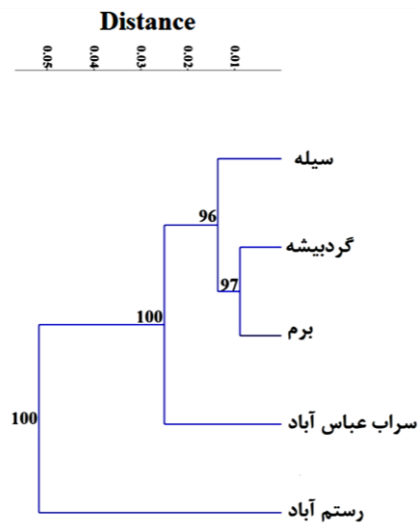 Distance
0.05 0.04 0.03 0.02 0.01
سیله
96
گردبیشه
97
برم
100
سراب عباس آباد
100
رستم آباد